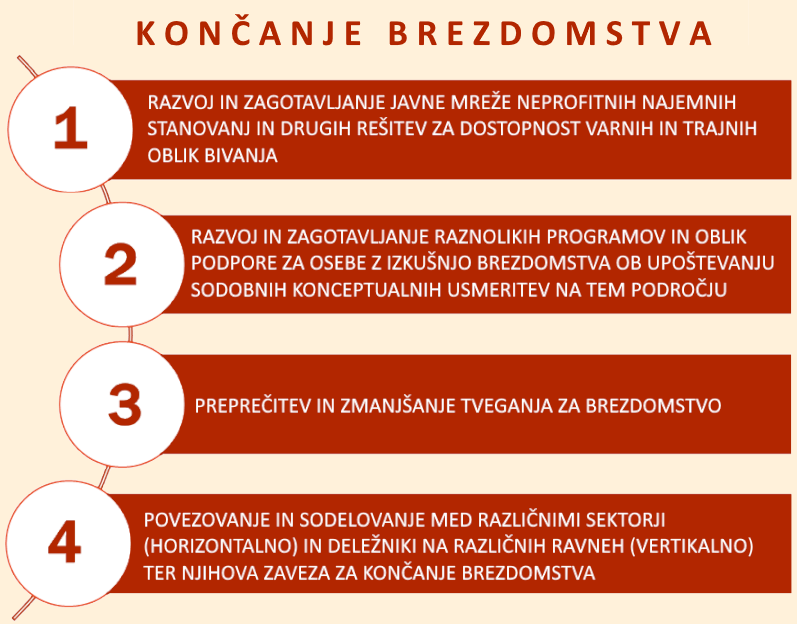 KONČANJE BREZDOMSTVA
1
RAZVOJ IN ZAGOTAVLJANJE JAVNE MREŽE NEPROFITNIH NAJEMNIH
STANOVANJ IN DRUGIH REŠITEV ZA DOSTOPNOST VARNIH IN TRAJNIH
OBLIK BIVANJA
2
RAZVOJ IN ZAGOTAVLJANJE RAZNOLIKIH PROGRAMOV IN OBLIK
PODPORE ZA OSEBE Z IZKUŠNJO BREZDOMSTVA OB UPOŠTEVANJU
SODOBNIH KONCEPTUALNIH USMERITEV NA TEM PODROČJU
3
PREPREČITEV IN ZMANJŠANJE TVEGANJA ZA BREZDOMSTVO
4
POVEZOVANJE IN SODELOVANJE MED RAZLIČNIMI SEKTORJI
(HORIZONTALNO) IN DELEŽNIKI NA RAZLIČNIH RAVNEH (VERTIKALNO)
TER NJIHOVA ZAVEZA ZA KONČANJE BREZDOMSTVA